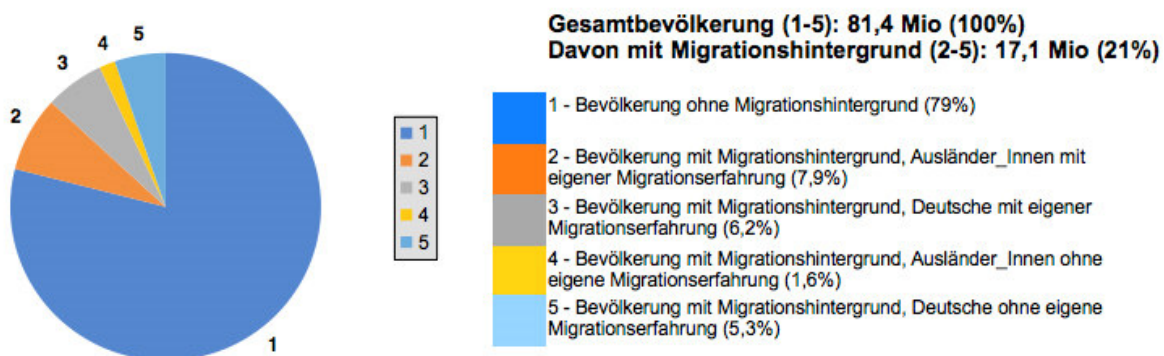 Gesamtbevölkerung (1-5): 81,4 Mio (100%)
Davon mit Migrationshintergrund (2-5): 17,1 Mio (21%)
5
4
3
2
1
1
2
3
4
5
1 - Bevölkerung ohne Migrationshintergrund (79%)
2 - Bevölkerung mit Migrationshintergrund, Ausländer_Innen mit
eigener Migrationserfahrung (7,9%)
3 - Bevölkerung mit Migrationshintergrund, Deutsche mit eigener
Migrationserfahrung (6,2%)
4 - Bevölkerung mit Migrationshintergrund, Ausländer_Innen ohne
eigene Migrationserfahrung (1,6%)
5 - Bevölkerung mit Migrationshintergrund, Deutsche ohne eigene
Migrationserfahrung (5,3%)